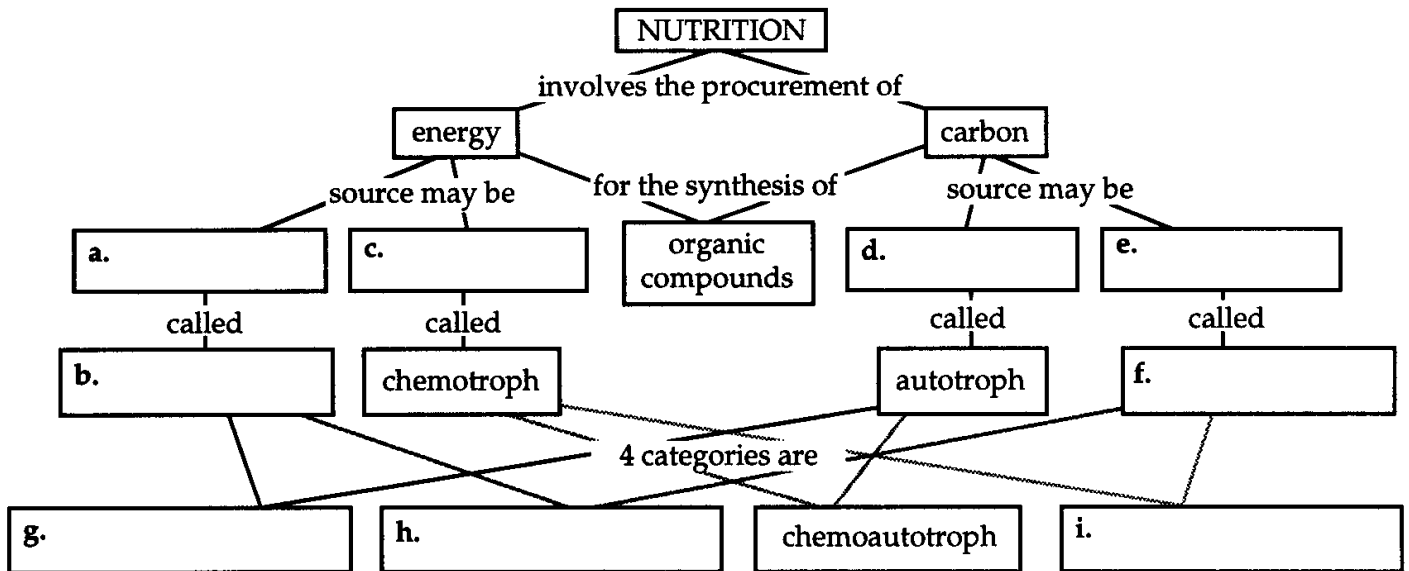 NUTRITION
involves the procurement of
energy
carbon
source may be
for the synthesis of
source may be
a.
c.
organic
compounds
d.
e.
called
called
called
called
b.
chemotroph
autotroph
f.
4 categories are
g.
h.
chemoautotroph
i.